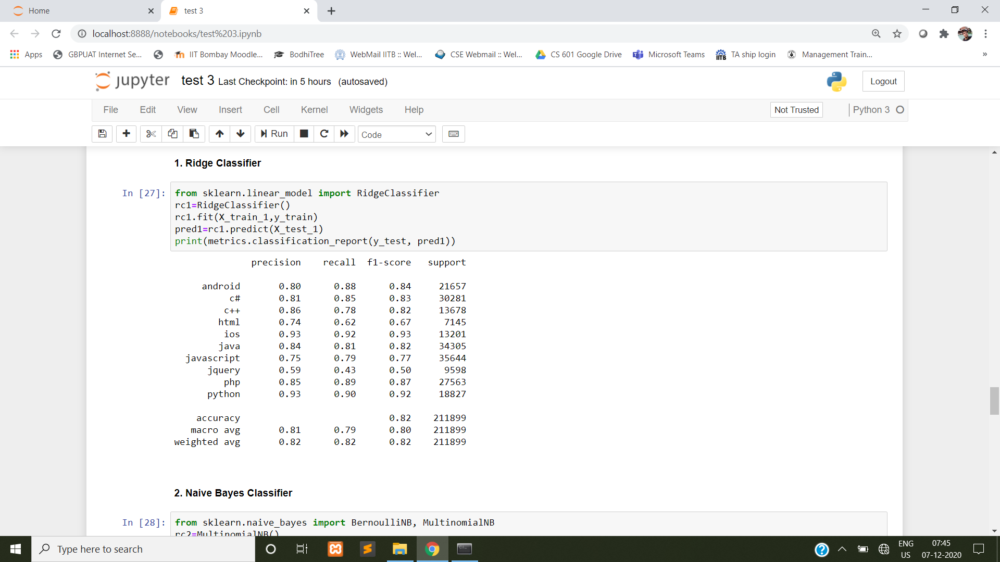 Home
test 3
localhost:8888/notebooks/test%203.ipynb
Apps GBPUAT Internet Se... IIT Bombay Moodle... BodhiTree WebMail IITB :: Wel... CSE Webmail :: Wel... CS 601 Google Drive Microsoft Teams IITB TA ship login Management Train... »
jupyter test 3 Last Checkpoint: in 5 hours (autosaved)
Logout
File Edit View Insert Cell Kernel Widgets Help
Not Trusted Python 3
Run Code
1. Ridge Classifier
In [27]: from sklearn.linear_model import RidgeClassifier
rc1=RidgeClassifier()
rc1.fit(X_train_1,y_train)
pred1=rc1.predict(X_test_1)
print(metrics.classification_report(y_test, pred1))
precision recall f1-score support
android 0.80 0.88 0.84 21657
c# 0.81 0.85 0.83 30281
c++ 0.86 0.78 0.82 13678
html 0.74 0.62 0.67 7145
ios 0.93 0.92 0.93 13201
java 0.84 0.81 0.82 34305
javascript 0.75 0.79 0.77 35644
jquery 0.59 0.43 0.50 9598
php 0.85 0.89 0.87 27563
python 0.93 0.90 0.92 18827
accuracy 0.82 211899
macro avg 0.81 0.79 0.80 211899
weighted avg 0.82 0.82 0.82 211899
2. Naive Bayes Classifier
In [28]: from sklearn.naive_bayes import BernoulliNB, MultinomialNB
rc2=MultinomialNB()
Type here to search
ENG
US
07:45
07-12-2020